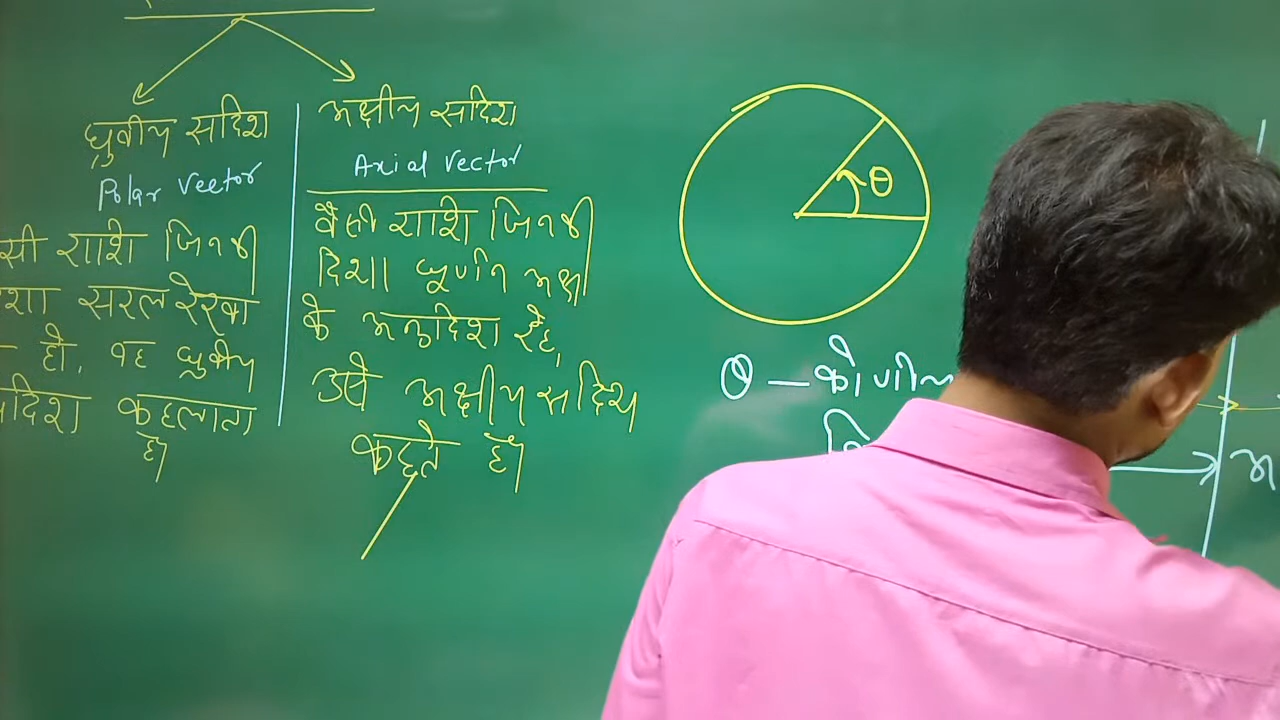 ध्रुवीय सदिश
Polar Vector
राशि जिनकी
सरल रेखा
हो, वह ध्रुवीय
कहलाता
है।
अक्षीय सदिश
Axial Vector
वैसी राशि जिनकी
दिशा घूर्णन अक्ष
के अनुदिश रहे,
उसे अक्षीय सदिश
कहते है।
θ
θ — कोणीय